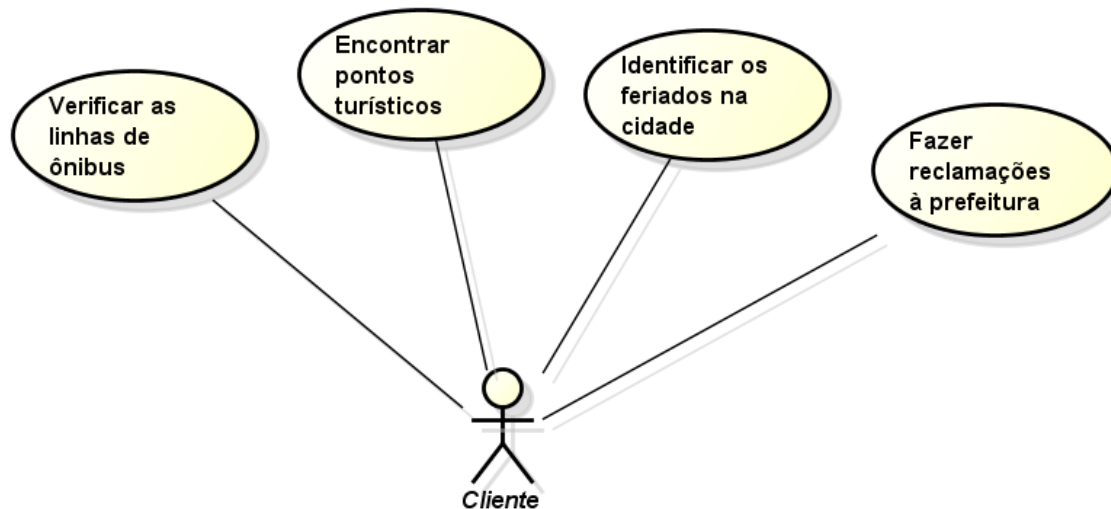 Verificar as
linhas de
ônibus
Encontrar
pontos
turísticos
Identificar os
feriados na
cidade
Fazer
reclamações
à prefeitura
Cliente